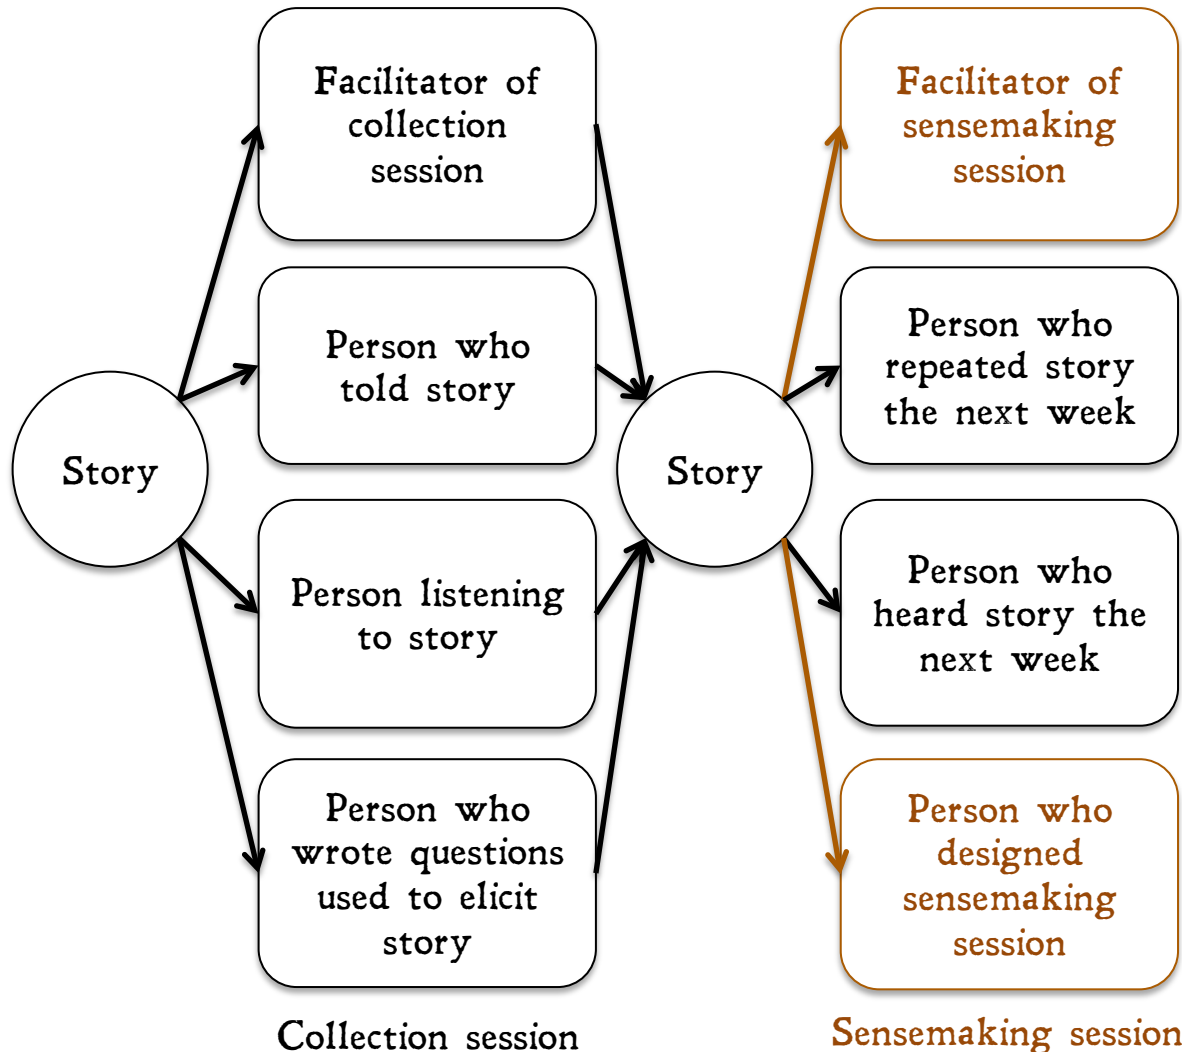 Story
Facilitator of
collection
session
Person who
told story
Person listening
to story
Person who
wrote questions
used to elicit
story
Collection session
Story
Facilitator of
sensemaking
session
Person who
repeated story
the next week
Person who
heard story the
next week
Person who
designed
sensemaking
session
Sensemaking session